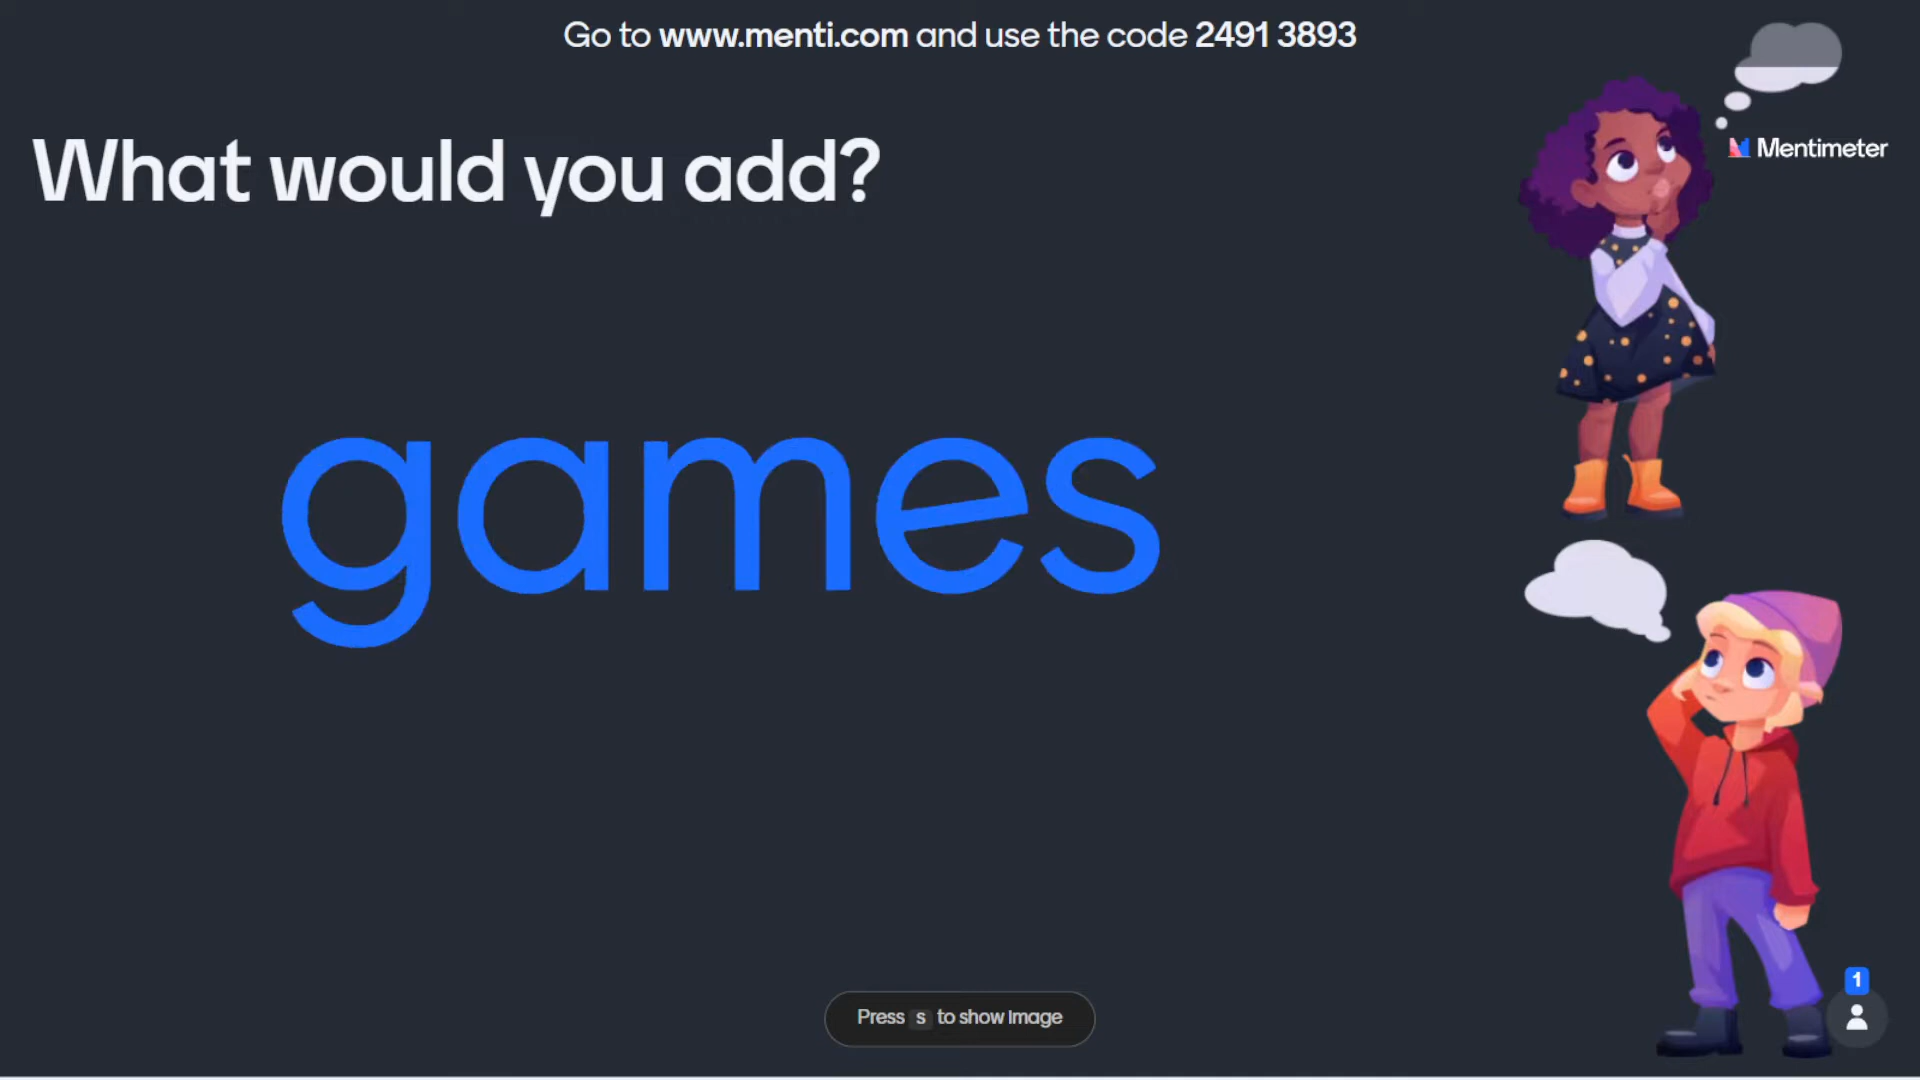 Go to www.menti.com and use the code 2491 3893
Mentimeter
What would you add?
games
Press s to show image
1